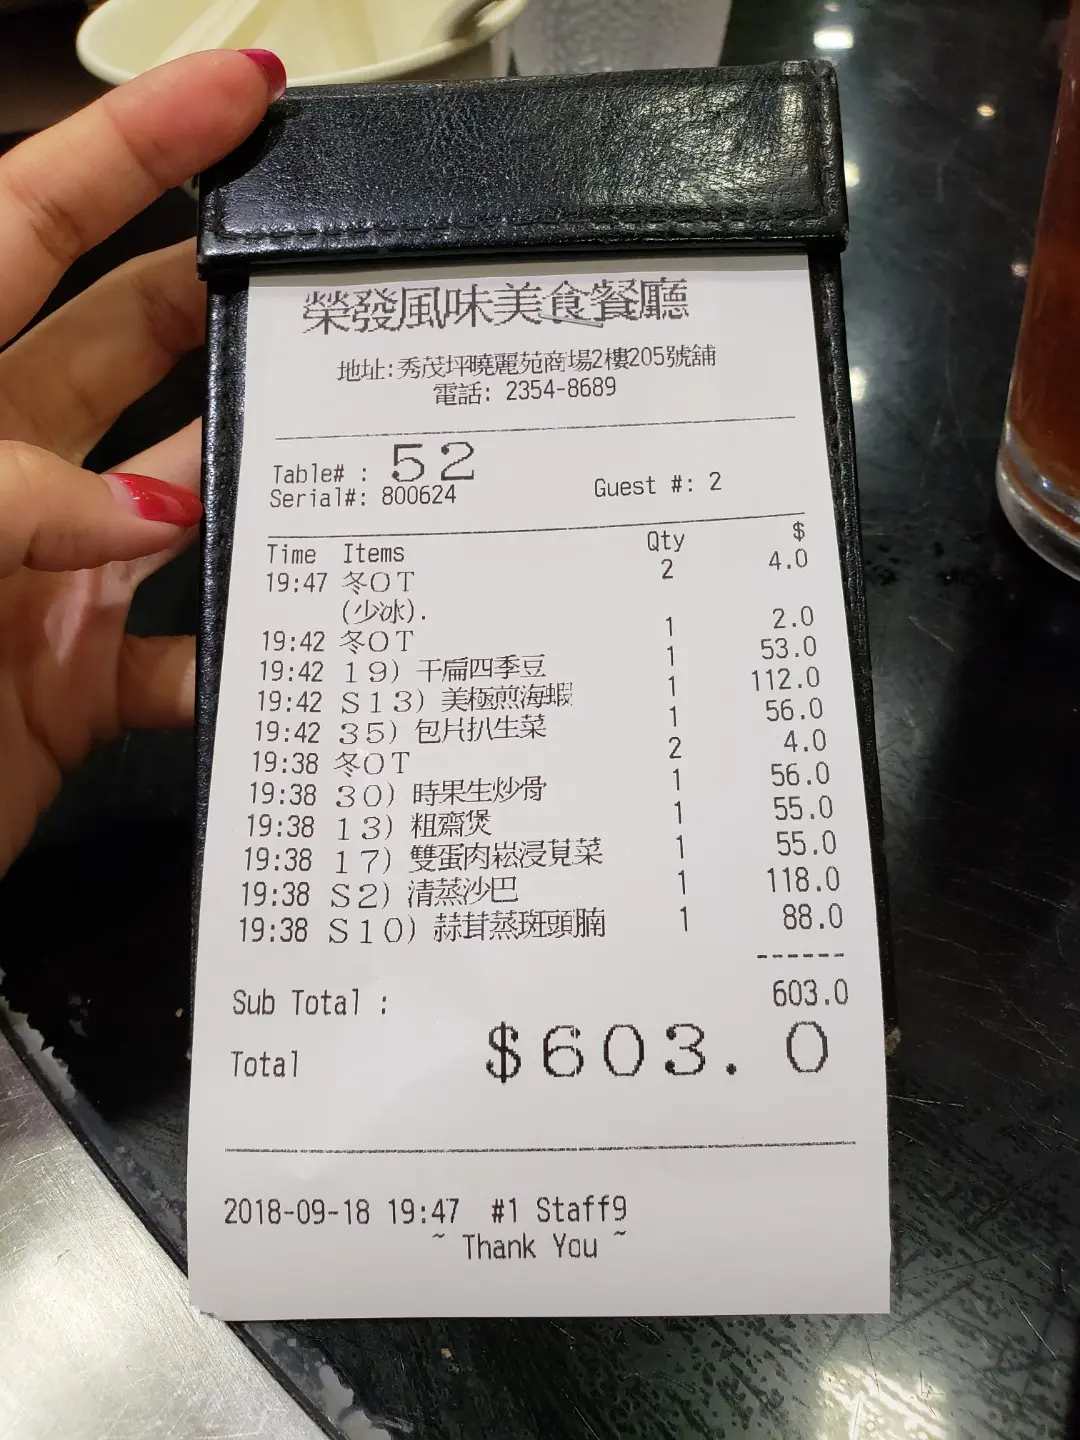 榮發風味美食餐廳
地址:秀茂坪曉麗苑商場2樓205號舖
電話: 2354-8689
Table# : 52
Serial#: 800624 Guest #: 2
Time Items Qty $
19:47 冬OT 2 4.0
(少冰).
19:42 冬OT 1 2.0
19:42 19) 干扁四季豆 1 53.0
19:42 S13) 美極煎海蝦 1 112.0
19:42 35) 包片扒生菜 1 56.0
19:38 冬OT 2 4.0
19:38 30) 時果生炒骨 1 56.0
19:38 13) 粗齋煲 1 55.0
19:38 17) 雙蛋肉崧浸莧菜 1 55.0
19:38 S2) 清蒸沙巴 1 118.0
19:38 S10) 蒜茸蒸斑頭腩 1 88.0
------
Sub Total : 603.0
Total $603.0
2018-09-18 19:47 #1 Staff9
~ Thank You ~